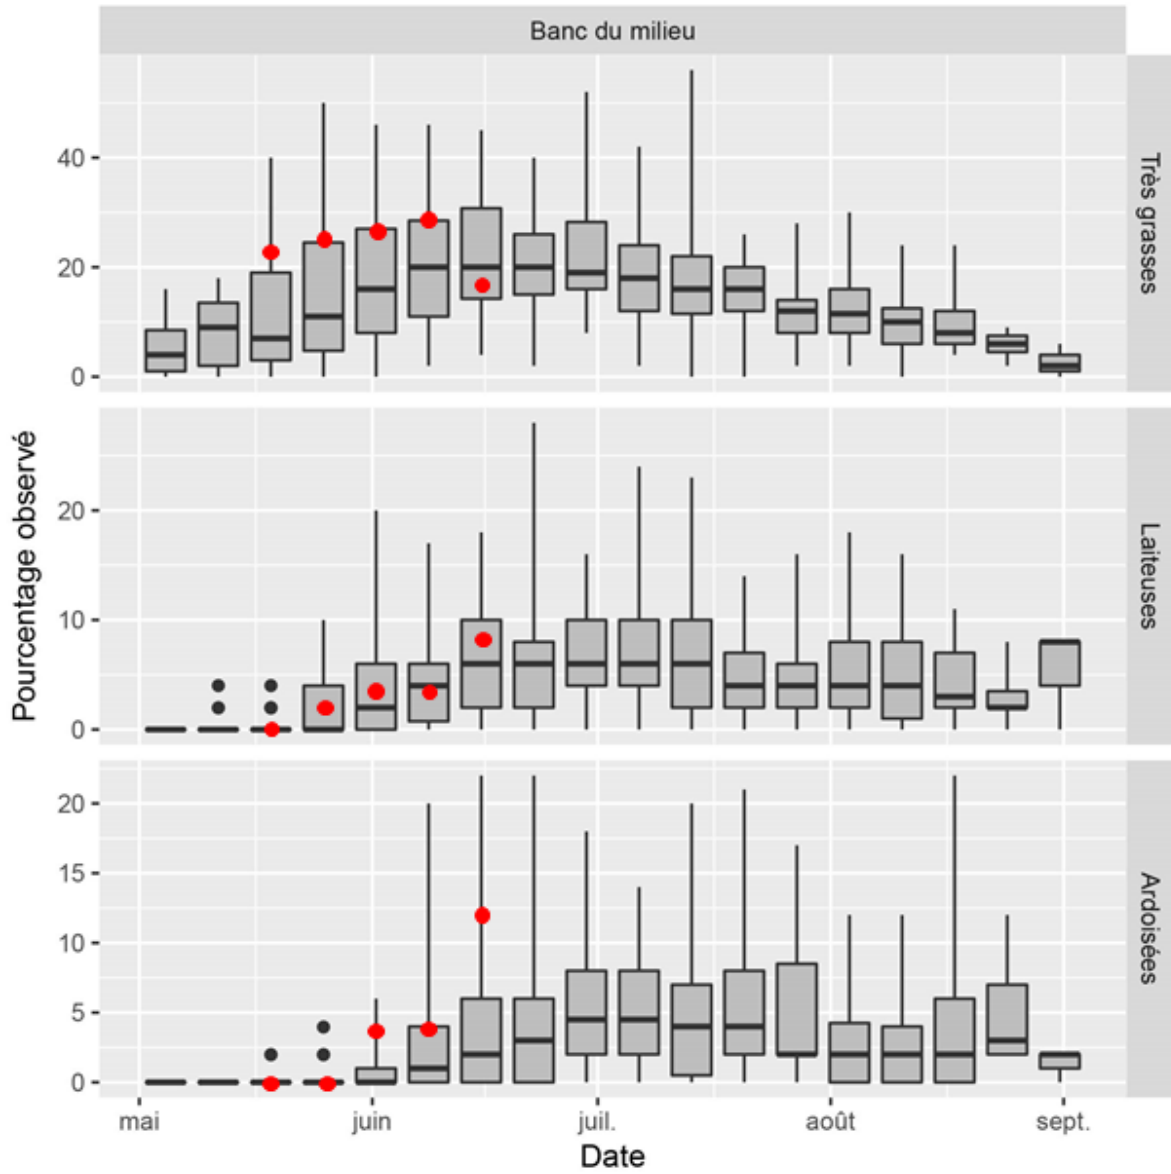 Banc du milieu
Pourcentage observé
40
20
0
Très grasses
20
10
0
Laiteuses
20
15
10
5
0
Ardoisées
mai juin juil. août sept.
Date